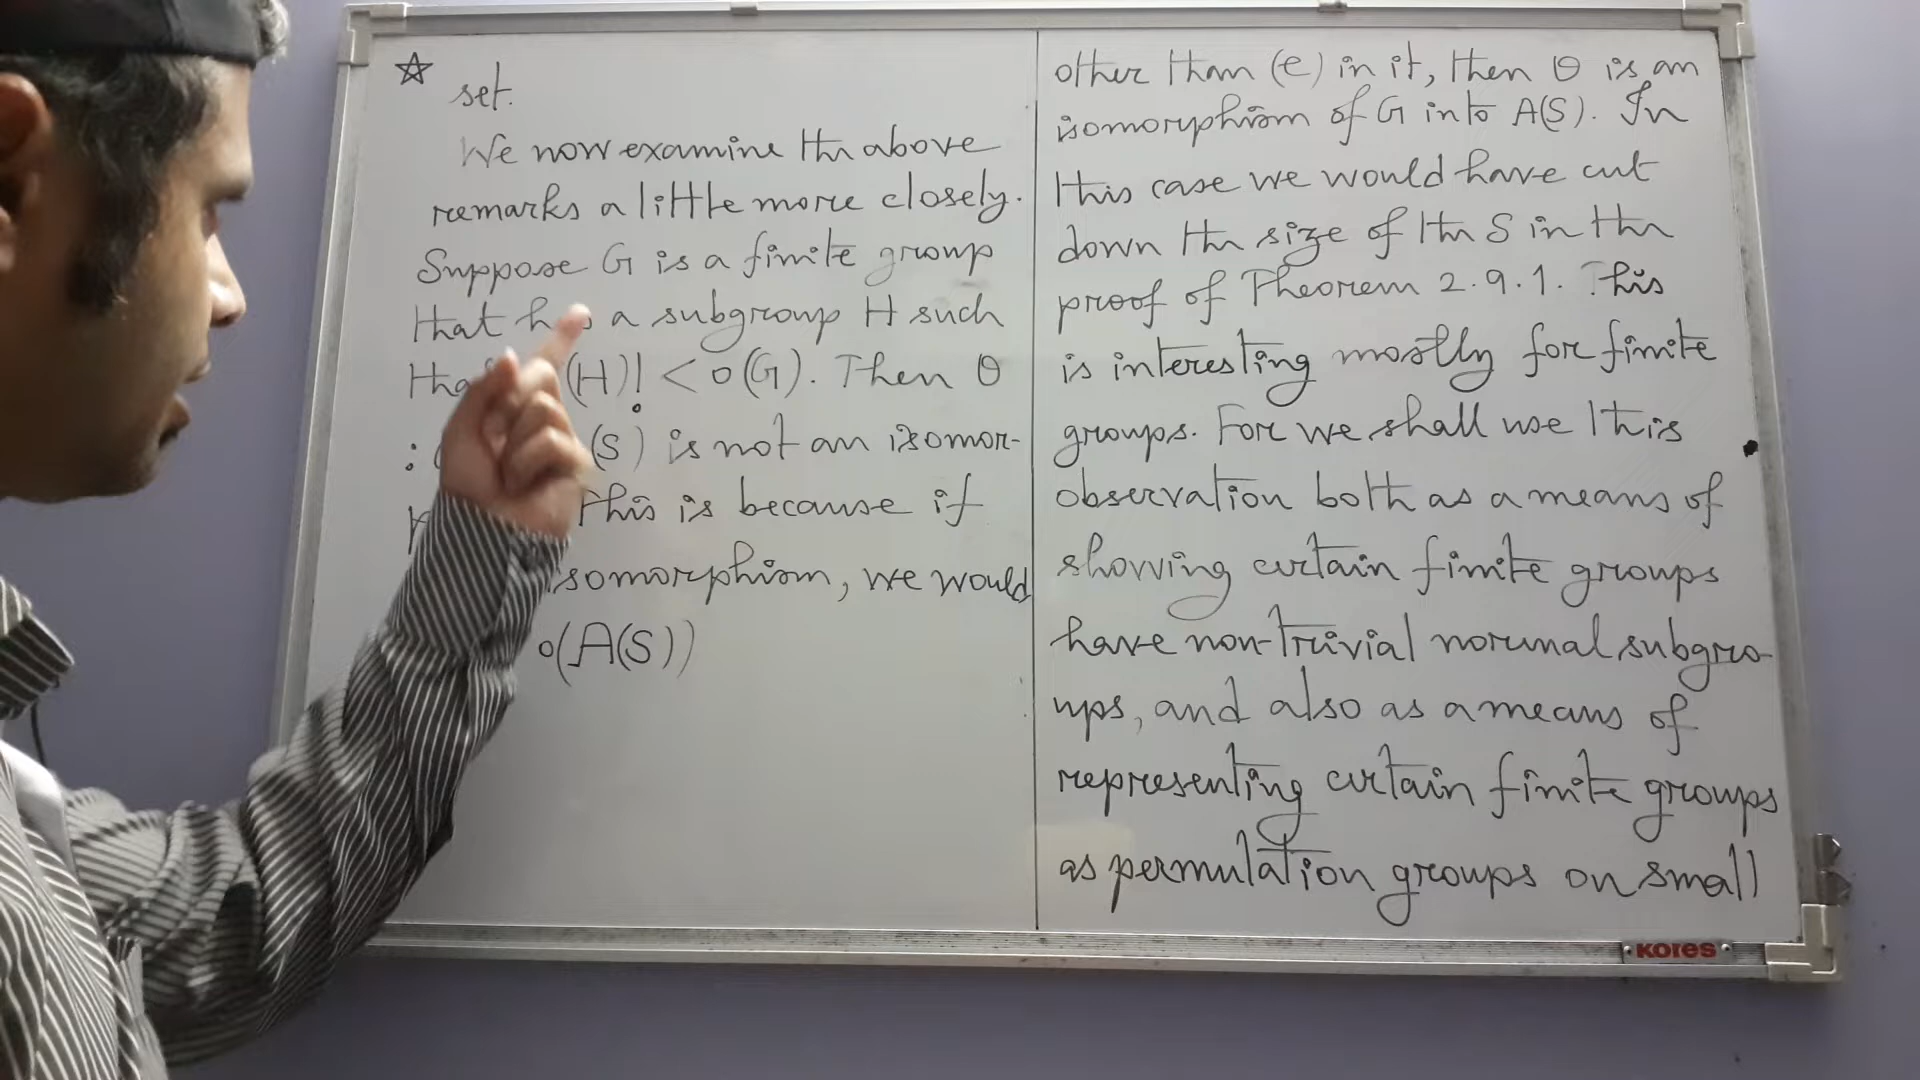 ☆ set.
We now examine the above
remarks a little more closely.
Suppose G is a finite group
that has a subgroup H such
(H)! < o(G). Then θ
: (S) is not an isomor-
This is because if
somorphism, we would
o(A(S))
other than (e) in it, then θ is an
isomorphism of G into A(S). In
this case we would have cut
down the size of the S in the
proof of Theorem 2.9.1. This
is interesting mostly for finite
groups. For we shall use this
observation both as a means of
showing certain finite groups
have non-trivial normal subgro-
ups, and also as a means of
representing certain finite groups
as permutation groups on small
Kores